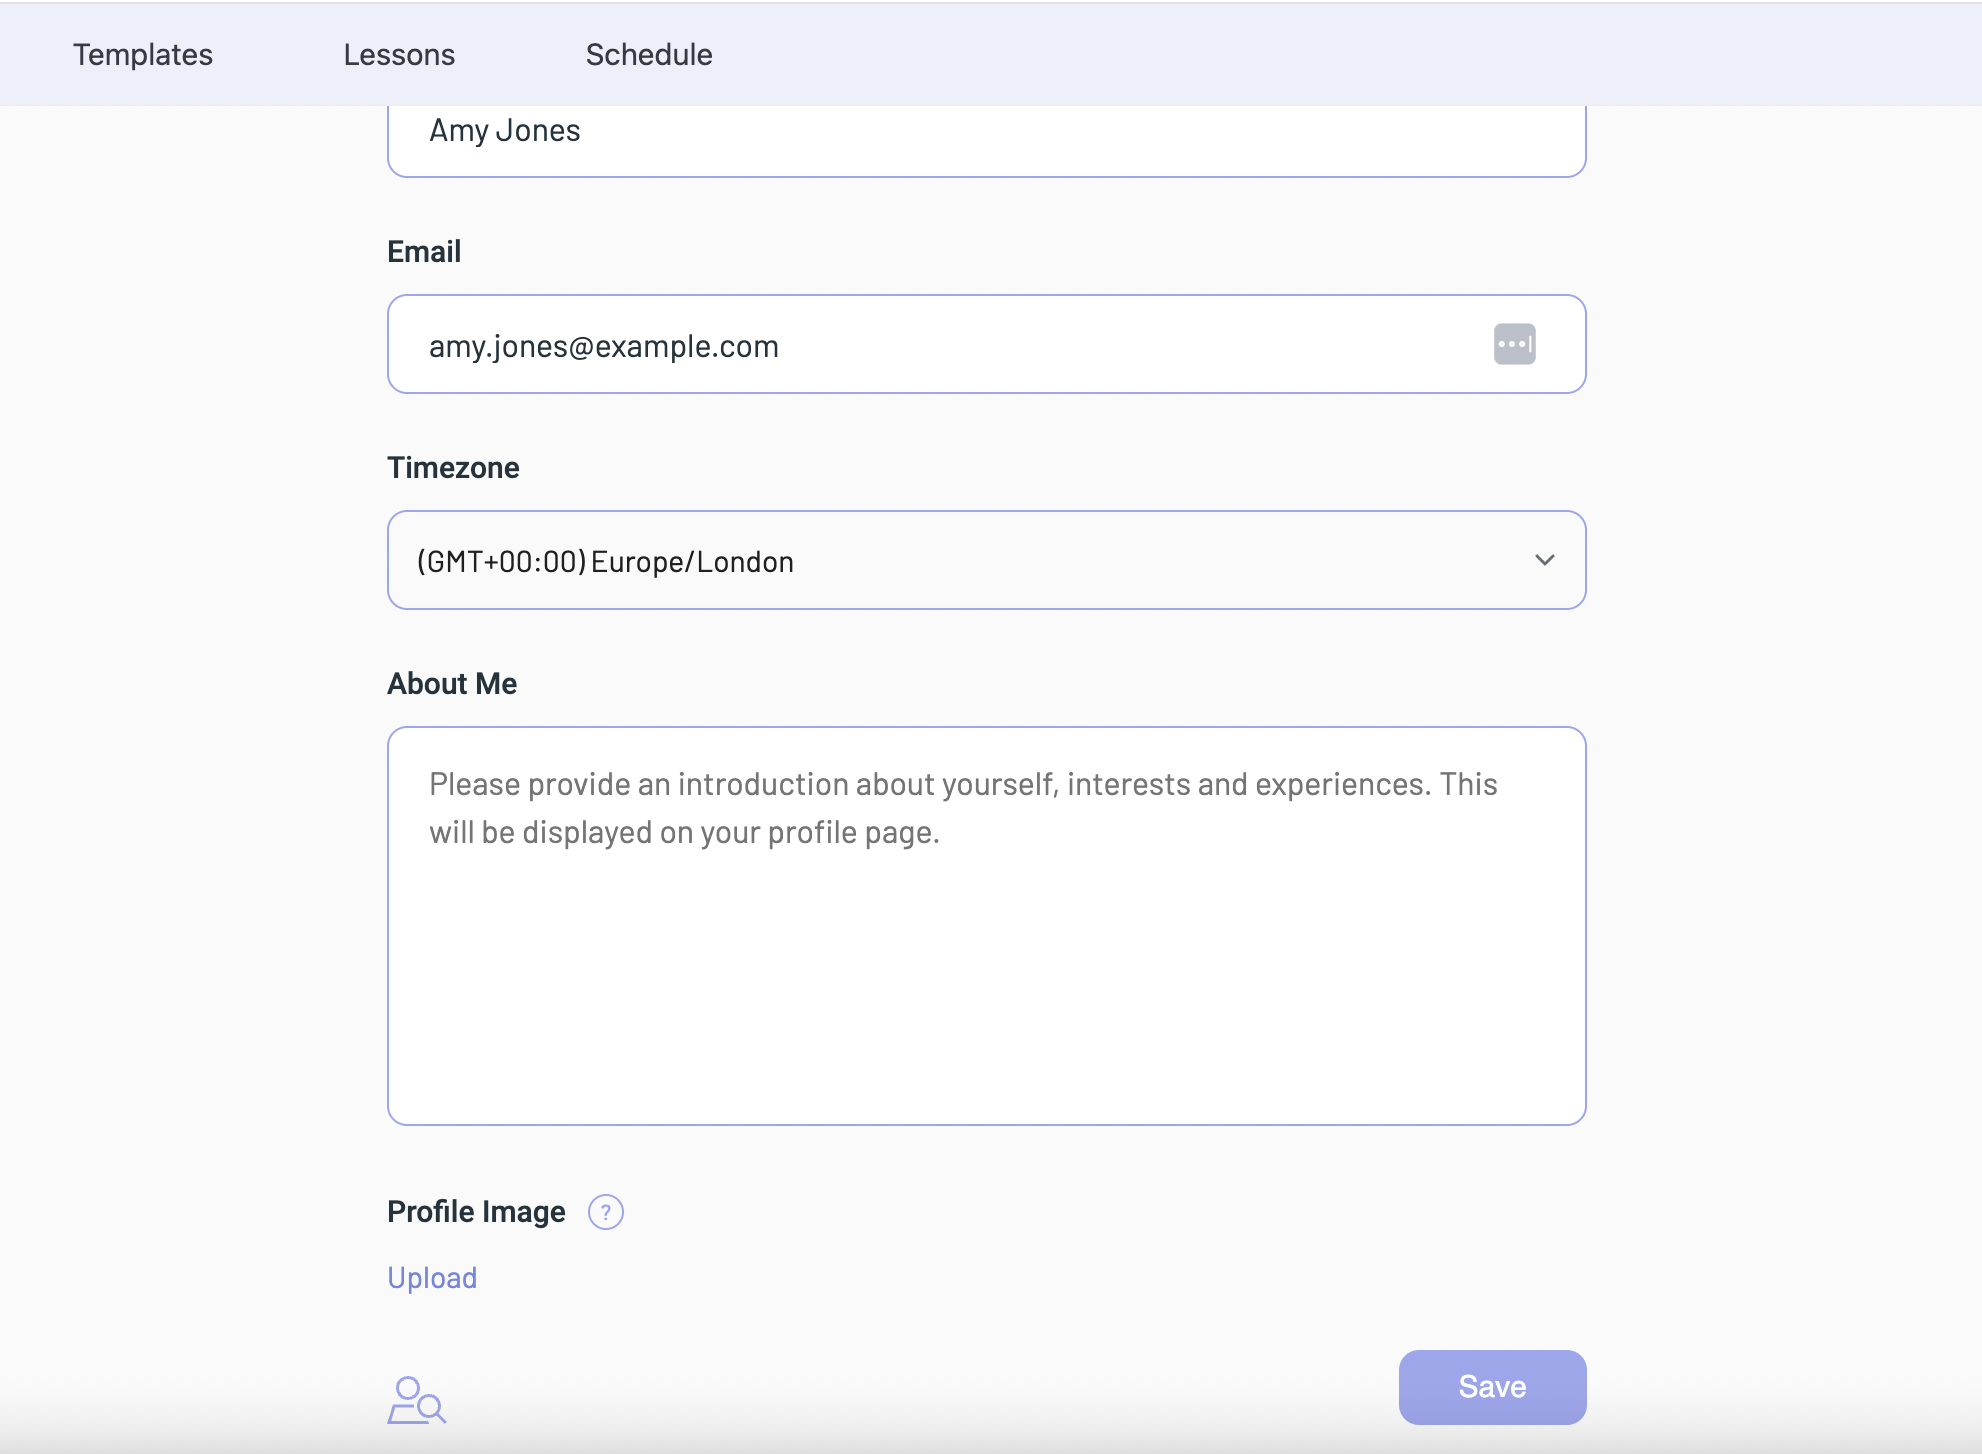 Templates
Lessons
Schedule
Amy Jones
Email
amy.jones@example.com
Timezone
(GMT+00:00) Europe/London
About Me
Please provide an introduction about yourself, interests and experiences. This
will be displayed on your profile page.
Profile Image ?
Upload
Save